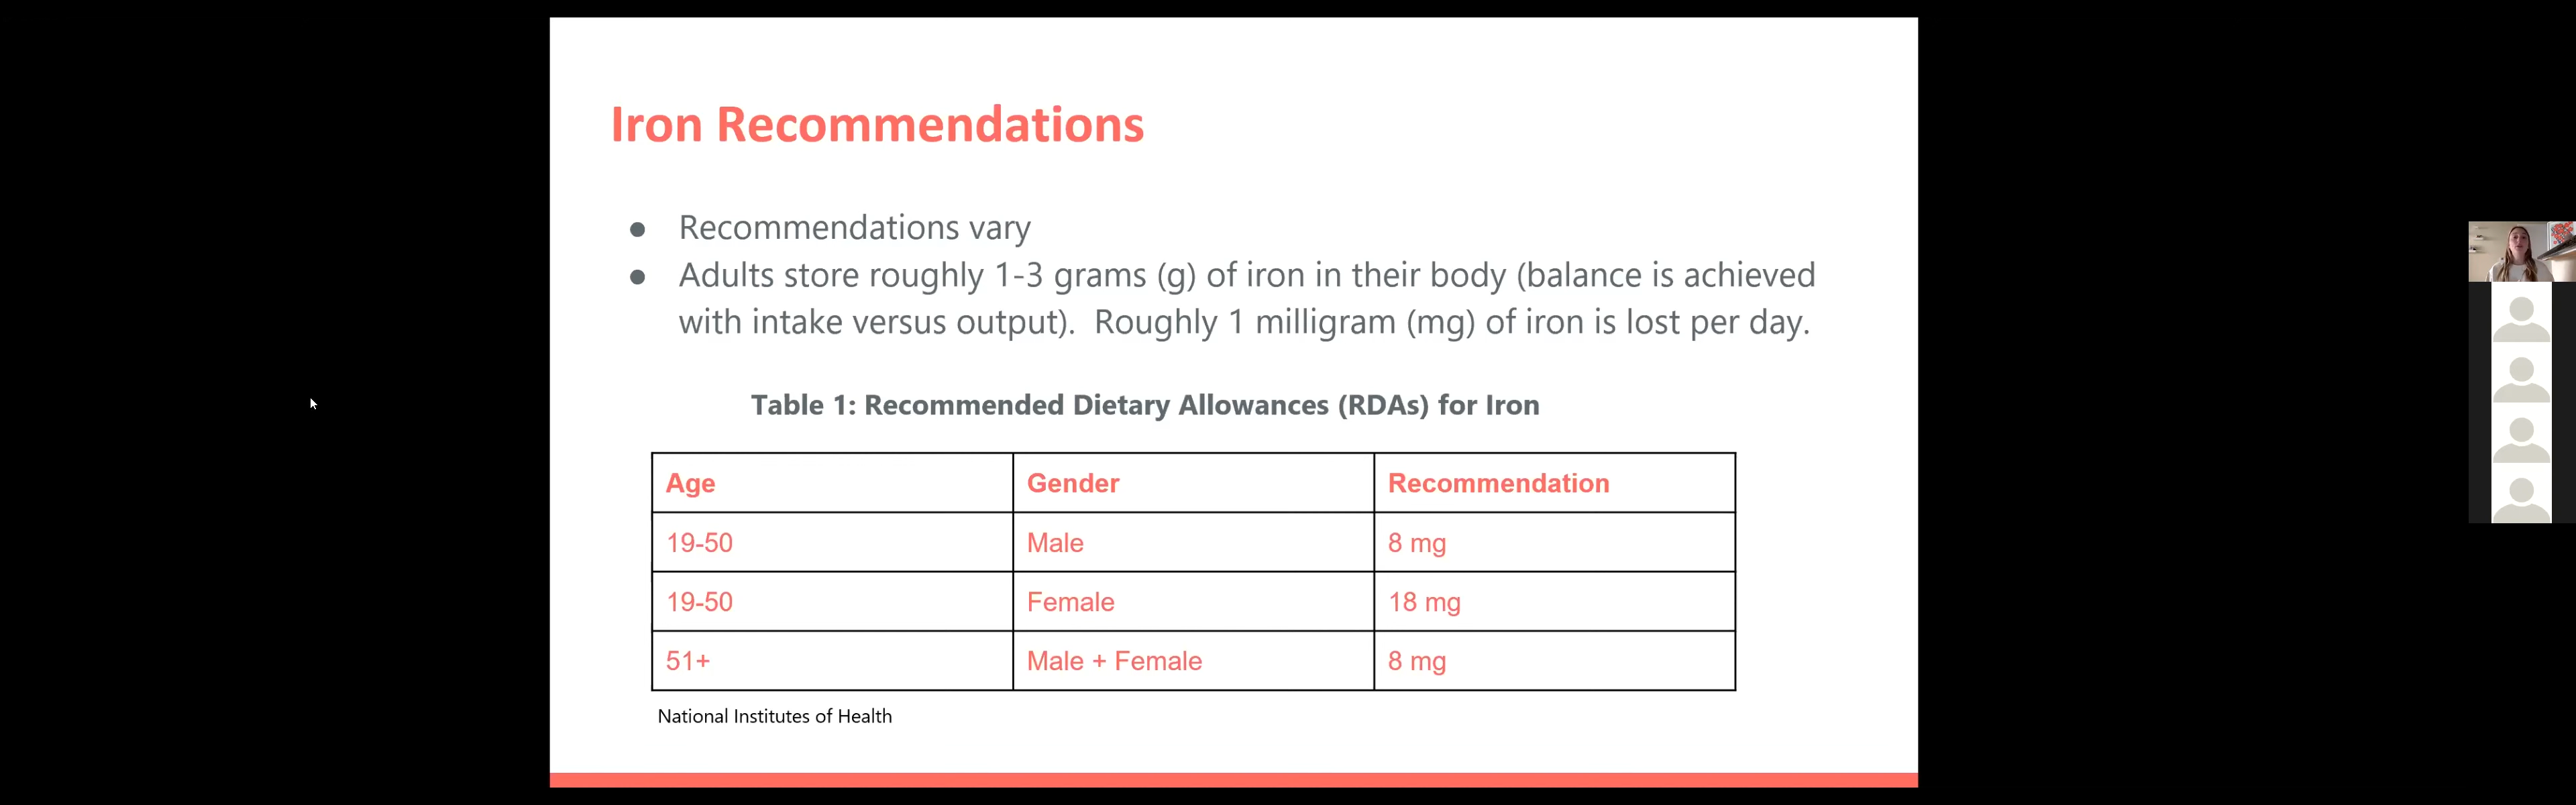 Iron Recommendations
● Recommendations vary
● Adults store roughly 1-3 grams (g) of iron in their body (balance is achieved
with intake versus output).  Roughly 1 milligram (mg) of iron is lost per day.
Table 1: Recommended Dietary Allowances (RDAs) for Iron
Age Gender Recommendation
19-50 Male 8 mg
19-50 Female 18 mg
51+ Male + Female 8 mg
National Institutes of Health